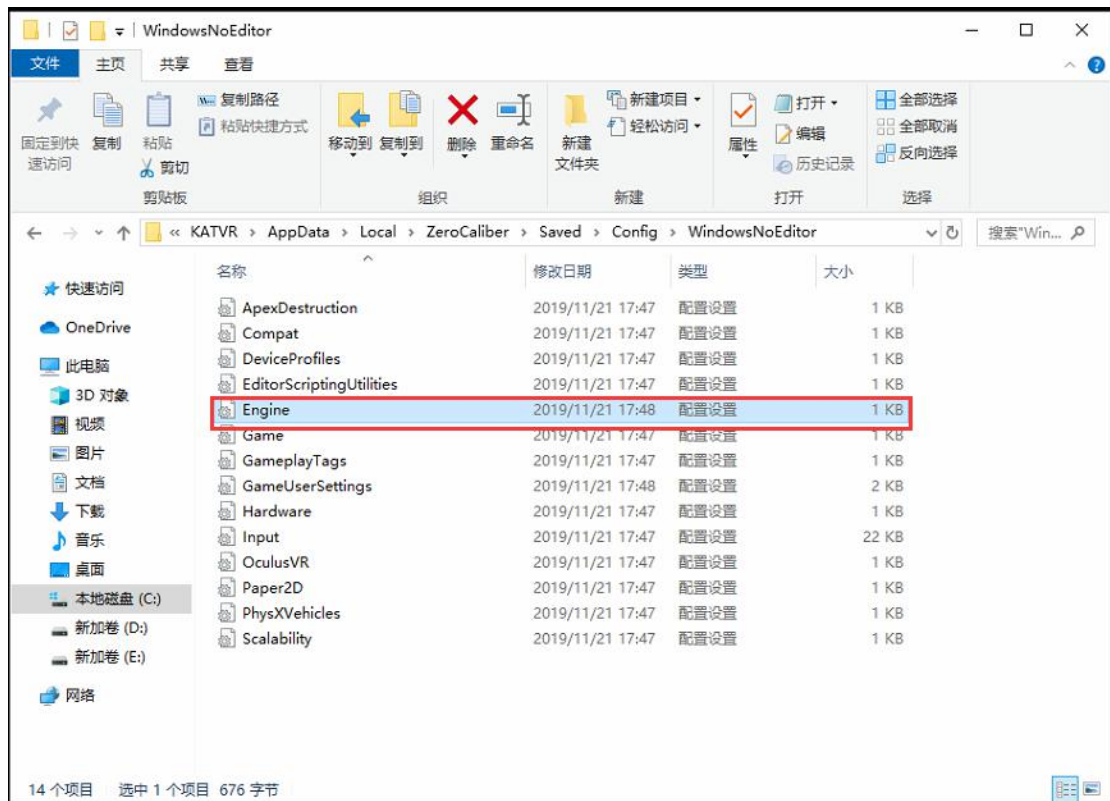 WindowsNoEditor
文件 主页 共享 查看
固定到快速访问 复制 粘贴 复制路径 粘贴快捷方式 剪切 移动到 复制到 删除 重命名 新建文件夹 新建项目 轻松访问 属性 打开 编辑 历史记录 全部选择 全部取消 反向选择
剪贴板 组织 新建 打开 选择
« KATVR > AppData > Local > ZeroCaliber > Saved > Config > WindowsNoEditor 搜索"Win...
名称 修改日期 类型 大小
快速访问
OneDrive
此电脑
3D 对象
视频
图片
文档
下载
音乐
桌面
本地磁盘 (C:)
新加卷 (D:)
新加卷 (E:)
网络
ApexDestruction 2019/11/21 17:47 配置设置 1 KB
Compat 2019/11/21 17:47 配置设置 1 KB
DeviceProfiles 2019/11/21 17:47 配置设置 1 KB
EditorScriptingUtilities 2019/11/21 17:47 配置设置 1 KB
Engine 2019/11/21 17:48 配置设置 1 KB
Game 2019/11/21 17:47 配置设置 1 KB
GameplayTags 2019/11/21 17:47 配置设置 1 KB
GameUserSettings 2019/11/21 17:48 配置设置 2 KB
Hardware 2019/11/21 17:47 配置设置 1 KB
Input 2019/11/21 17:47 配置设置 22 KB
OculusVR 2019/11/21 17:47 配置设置 1 KB
Paper2D 2019/11/21 17:47 配置设置 1 KB
PhysXVehicles 2019/11/21 17:47 配置设置 1 KB
Scalability 2019/11/21 17:47 配置设置 1 KB
14 个项目 选中 1 个项目 676 字节